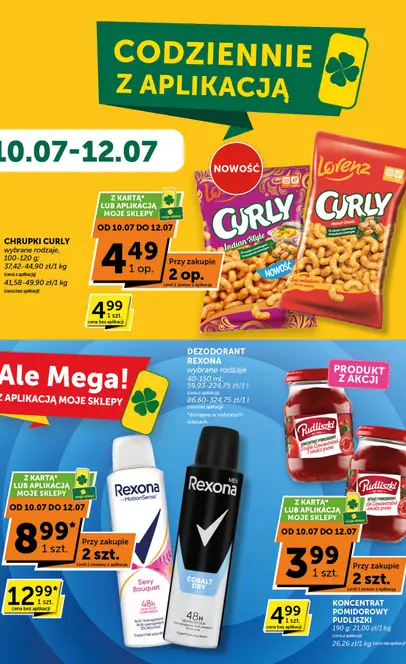 CODZIENNIE
Z APLIKACJĄ
10.07-12.07
NOWOŚĆ
Z KARTĄ*
LUB APLIKACJĄ
MOJE SKLEPY
OD 10.07 DO 12.07
4 49
1 op.
Przy zakupie
2 op.
CHRUPKI CURLY
wybrane rodzaje,
100-120 g;
37,42-44,90 zł/1 kg
(cena z aplikacją)
41,58-49,90 zł/1 kg
(cena bez aplikacji)
4 99
1 szt.
cena bez aplikacji
CURLY
Indian Style
NOWOŚĆ
Lorenz
CURLY
Peanut Classic
Ale Mega!
Z APLIKACJĄ MOJE SKLEPY
DEZODORANT
REXONA
wybrane rodzaje
40-150 ml;
59,93-224,75 zł/1 l
(cena z aplikacją)
86,60-324,75 zł/1 l
(cena bez aplikacji)
*dostępne w wybranych
sklepach
PRODUKT
Z AKCJI
Z KARTĄ*
LUB APLIKACJĄ
MOJE SKLEPY
OD 10.07 DO 12.07
8 99*
1 szt.
Przy zakupie
2 szt.
12 99*
1 szt.
cena bez aplikacji
Rexona
MotionSense
Sexy
Bouquet
48h
MEN
Rexona
COBALT
DRY
48H
Pudliszki
KONCENTRAT POMIDOROWY
Pudliszki
Z KARTĄ*
LUB APLIKACJĄ
MOJE SKLEPY
OD 10.07 DO 12.07
3 99
1 szt.
Przy zakupie
2 szt.
4 99
1 szt.
cena bez aplikacji
KONCENTRAT
POMIDOROWY
PUDLISZKI
190 g; 21,00 zł/1 kg
(cena z aplikacją)
26,26 zł/1 kg (cena bez aplikacji)